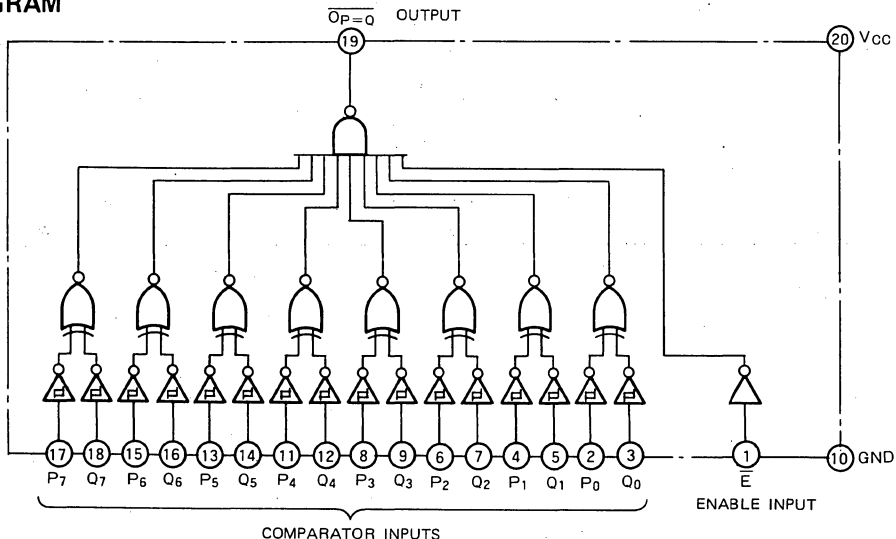 GRAM
O̅P=Q OUTPUT
19
20 VCC
17 18 15 16 13 14 11 12 8 9 6 7 4 5 2 3 1 10 GND
P7 Q7 P6 Q6 P5 Q5 P4 Q4 P3 Q3 P2 Q2 P1 Q1 P0 Q0 E̅
ENABLE INPUT
COMPARATOR INPUTS